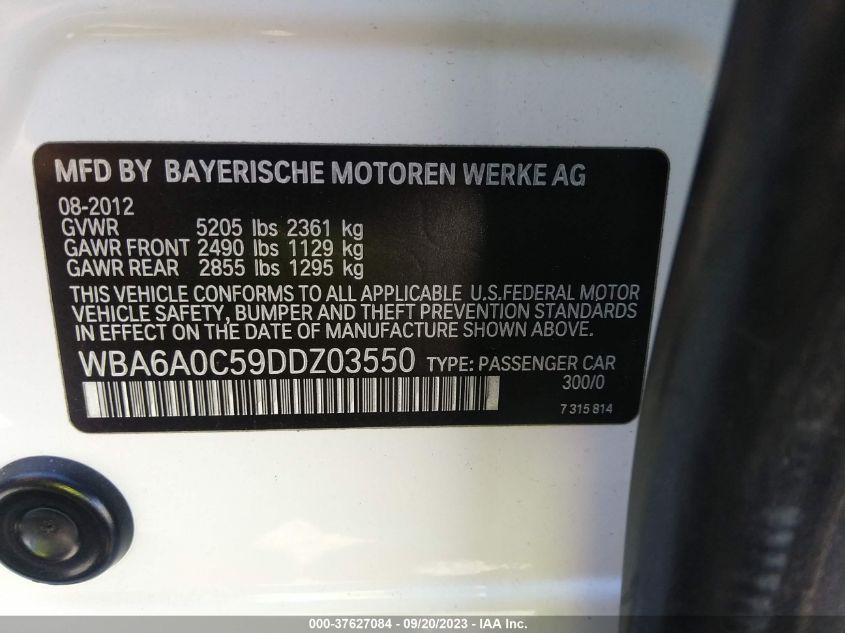 MFD BY BAYERISCHE MOTOREN WERKE AG
08-2012
GVWR 5205 lbs 2361 kg
GAWR FRONT 2490 lbs 1129 kg
GAWR REAR 2855 lbs 1295 kg
THIS VEHICLE CONFORMS TO ALL APPLICABLE U.S.FEDERAL MOTOR
VEHICLE SAFETY, BUMPER AND THEFT PREVENTION STANDARDS
IN EFFECT ON THE DATE OF MANUFACTURE SHOWN ABOVE.
WBA6A0C59DDZ03550 TYPE: PASSENGER CAR
300/0
7 315 814
000-37627084 - 09/20/2023 - IAA Inc.